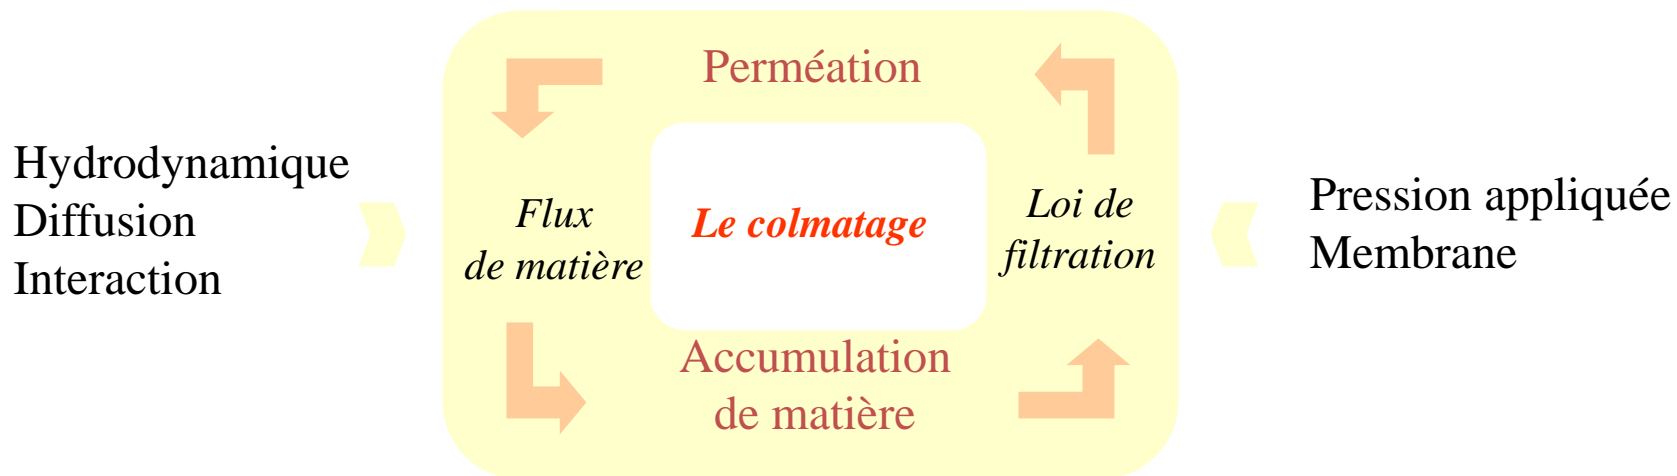 Perméation
Hydrodynamique
Diffusion
Interaction
Flux
de matière
Le colmatage
Loi de
filtration
Pression appliquée
Membrane
Accumulation
de matière